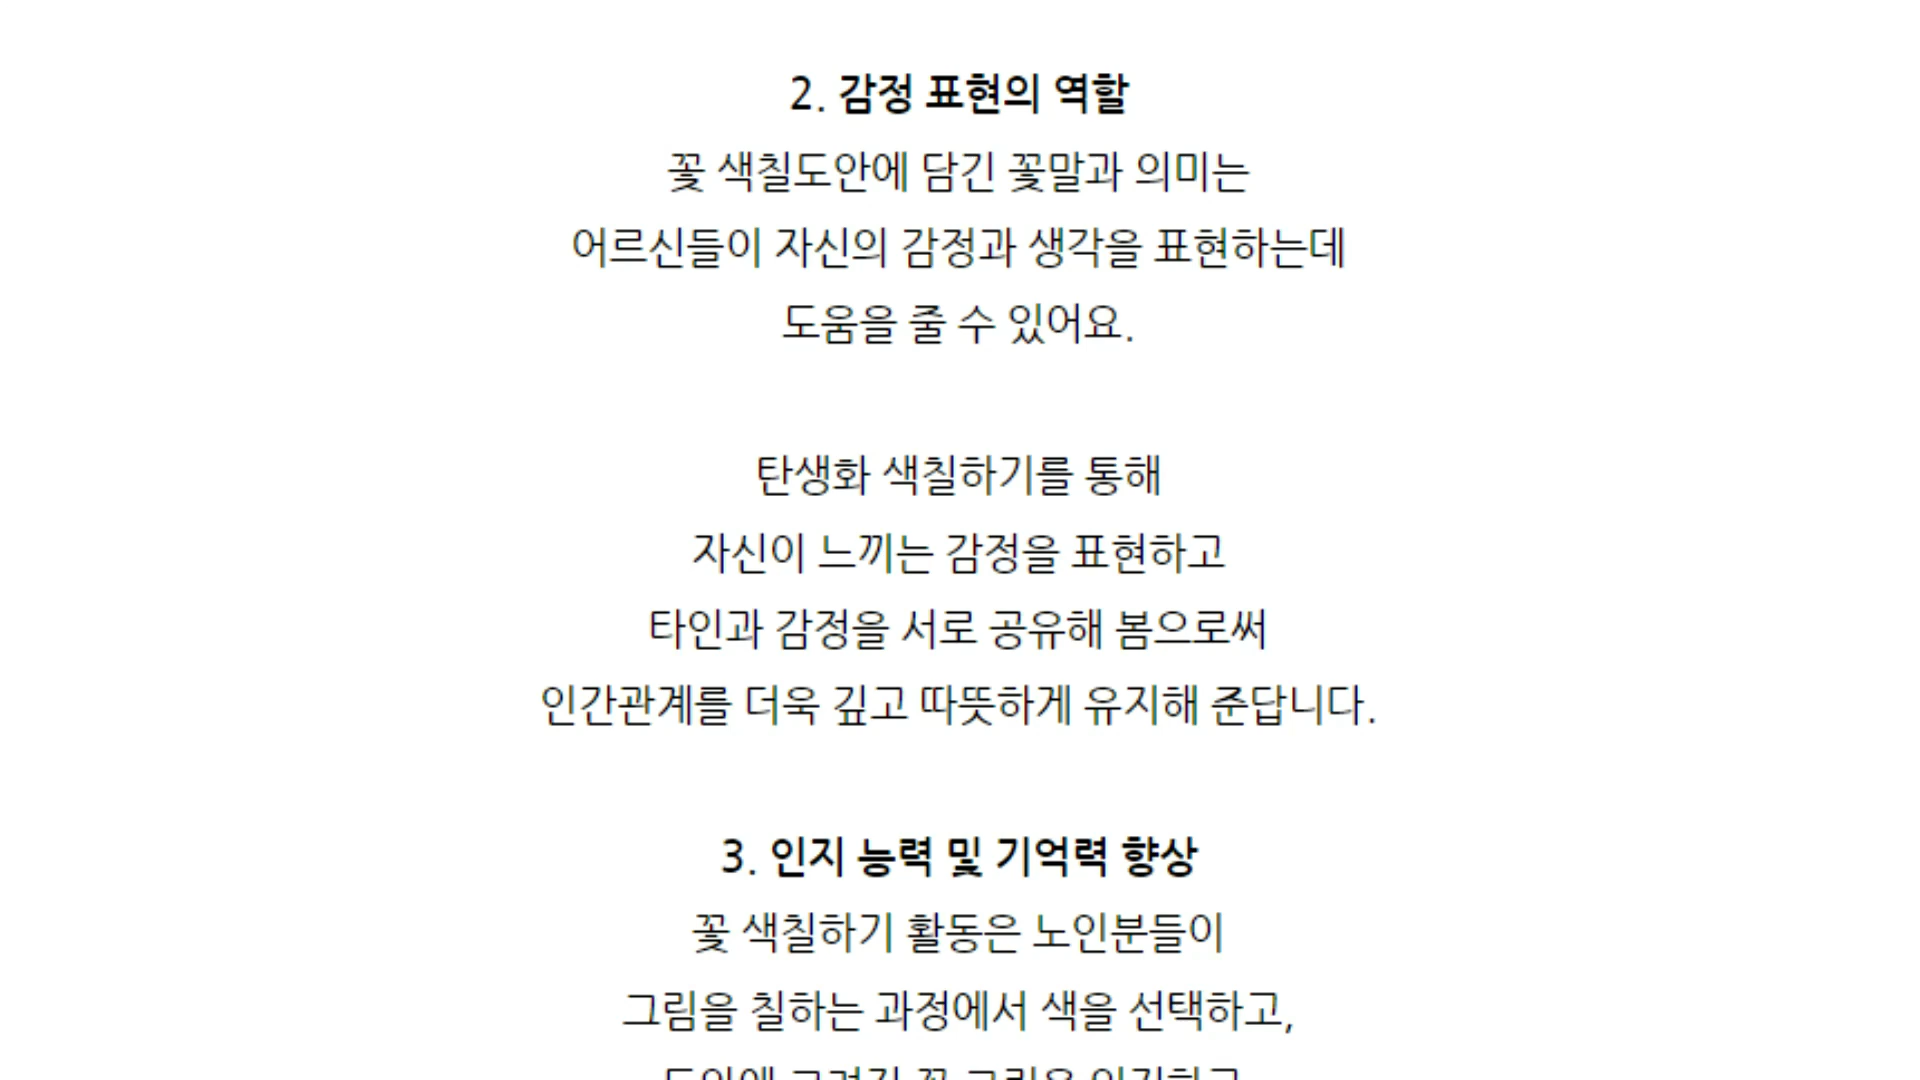 2. 감정 표현의 역할
꽃 색칠도안에 담긴 꽃말과 의미는
어르신들이 자신의 감정과 생각을 표현하는데
도움을 줄 수 있어요.
탄생화 색칠하기를 통해
자신이 느끼는 감정을 표현하고
타인과 감정을 서로 공유해 봄으로써
인간관계를 더욱 깊고 따뜻하게 유지해 준답니다.
3. 인지 능력 및 기억력 향상
꽃 색칠하기 활동은 노인분들이
그림을 칠하는 과정에서 색을 선택하고,